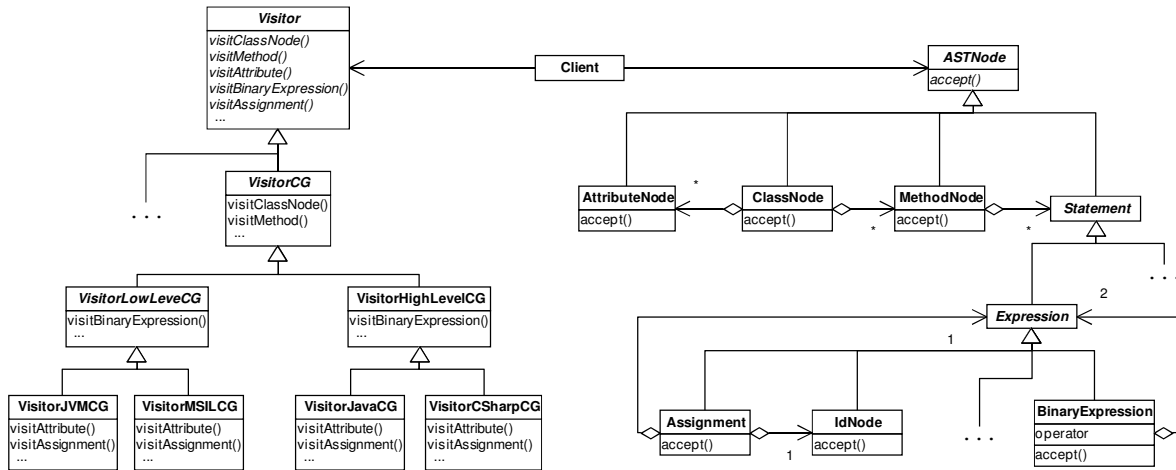 Visitor
visitClassNode()
visitMethod()
visitAttribute()
visitBinaryExpression()
visitAssignment()
...
Client
ASTNode
accept()
...
VisitorCG
visitClassNode()
visitMethod()
...
AttributeNode
accept()
*
ClassNode
accept()
*
MethodNode
accept()
*
Statement
...
VisitorLowLeveCG
visitBinaryExpression()
...
VisitorHighLevelCG
visitBinaryExpression()
...
2
Expression
1
VisitorJVMCG
visitAttribute()
visitAssignment()
...
VisitorMSILCG
visitAttribute()
visitAssignment()
...
VisitorJavaCG
visitAttribute()
visitAssignment()
...
VisitorCSharpCG
visitAttribute()
visitAssignment()
...
Assignment
accept()
1
IdNode
accept()
...
BinaryExpression
operator
accept()